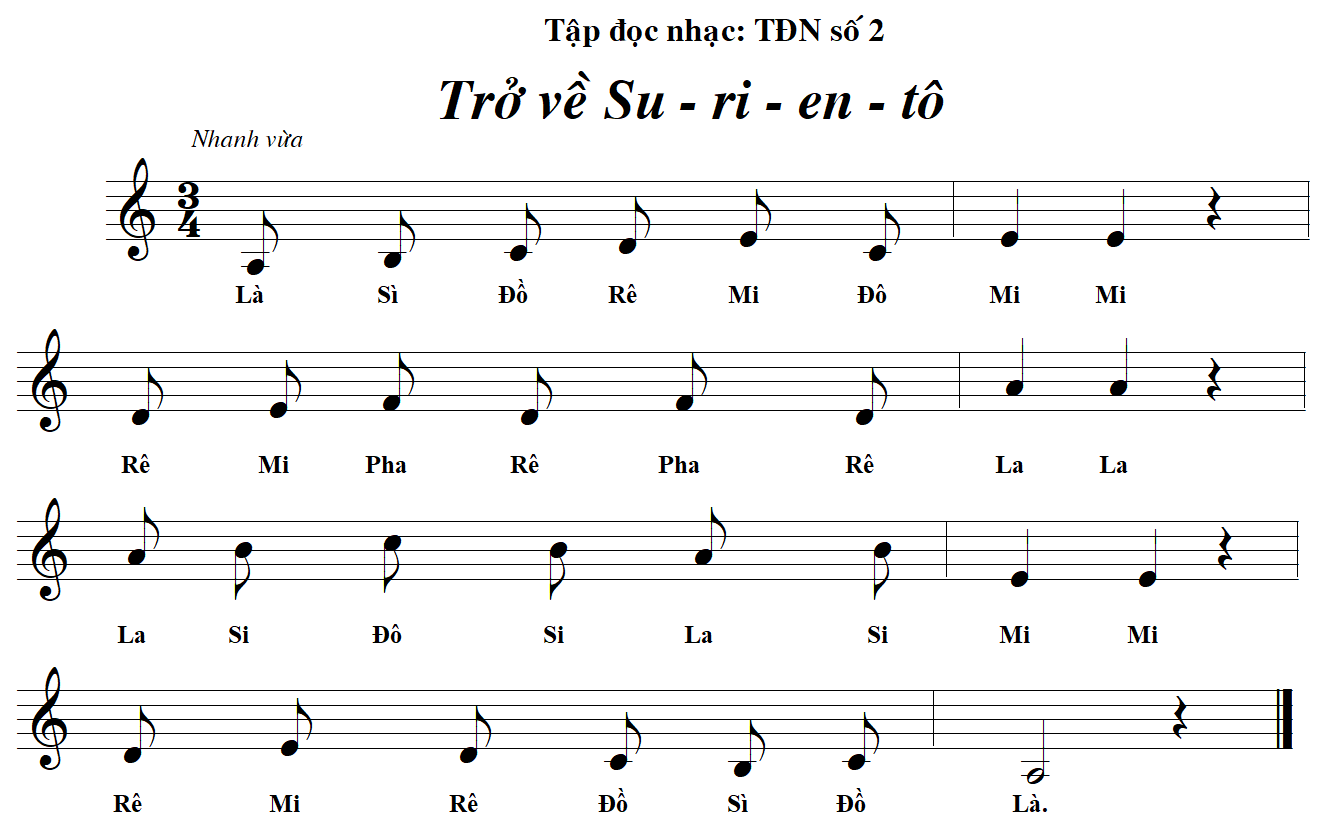 Tập đọc nhạc: TĐN số 2
Trở về Su - ri - en - tô
Nhanh vừa
3
4
Là Sì Đồ Rê Mi Đô Mi Mi
Rê Mi Pha Rê Pha Rê La La
La Si Đô Si La Si Mi Mi
Rê Mi Rê Đồ Sì Đồ Là.